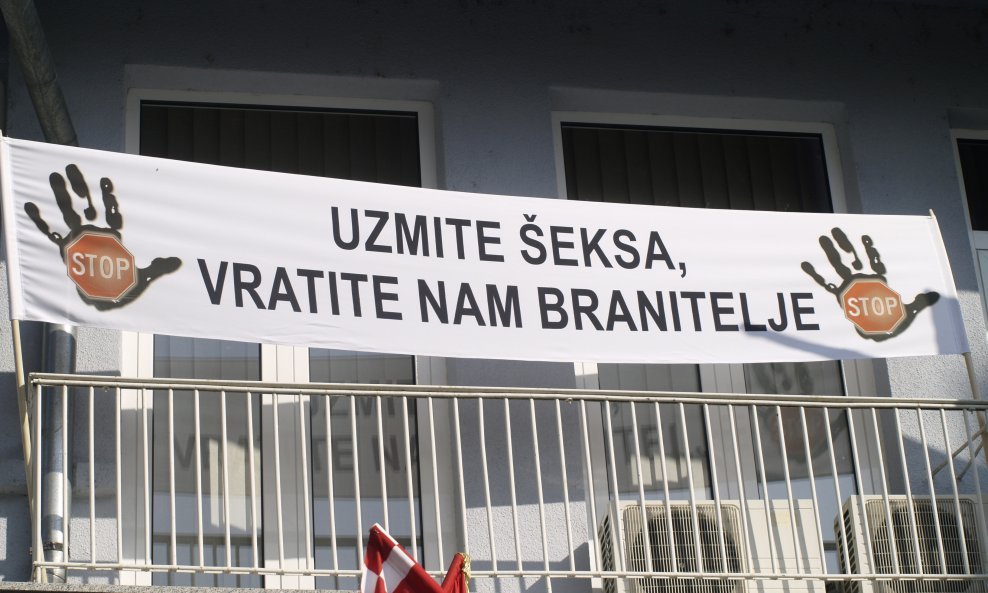 UZMITE ŠEKSA,
VRATITE NAM BRANITELJE
STOP
STOP